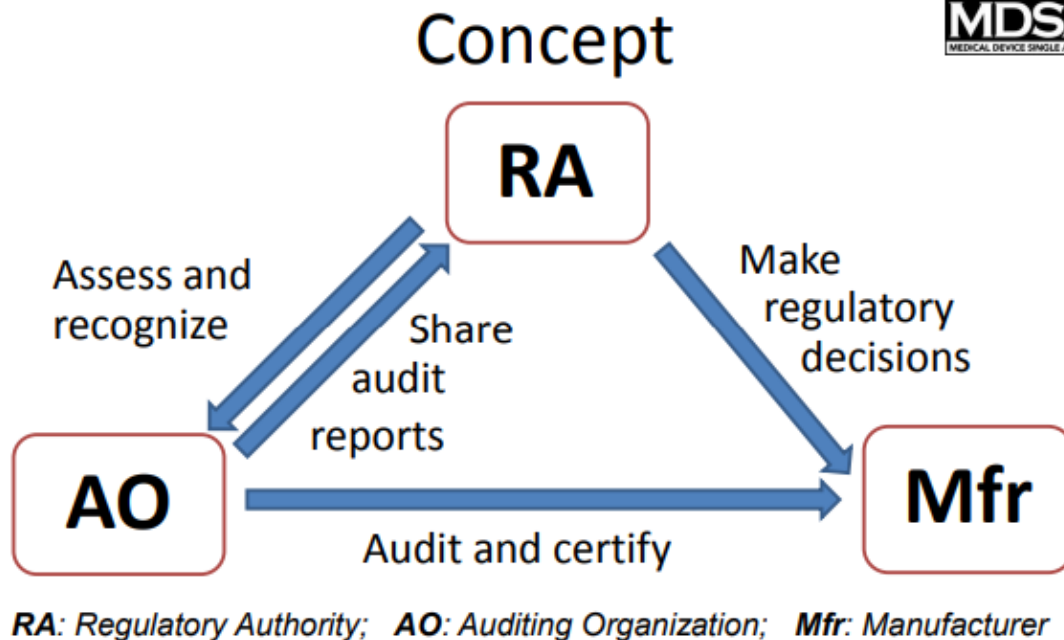 Concept
MDSA
MEDICAL DEVICE SINGLE
RA
Assess and
recognize
Share
audit
reports
Make
regulatory
decisions
AO
Mfr
Audit and certify
RA: Regulatory Authority; AO: Auditing Organization; Mfr: Manufacturer